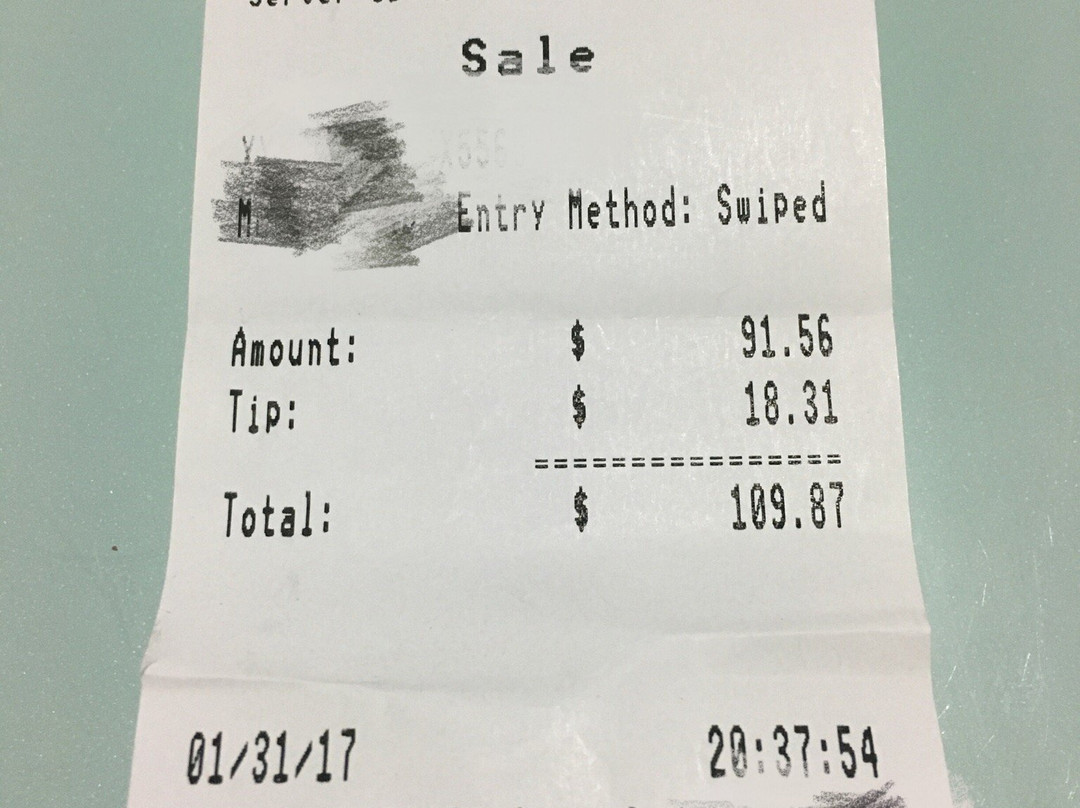 Sale
Entry Method: Swiped
Amount: $ 91.56
Tip: $ 18.31
================
Total: $ 109.87
01/31/17 20:37:54